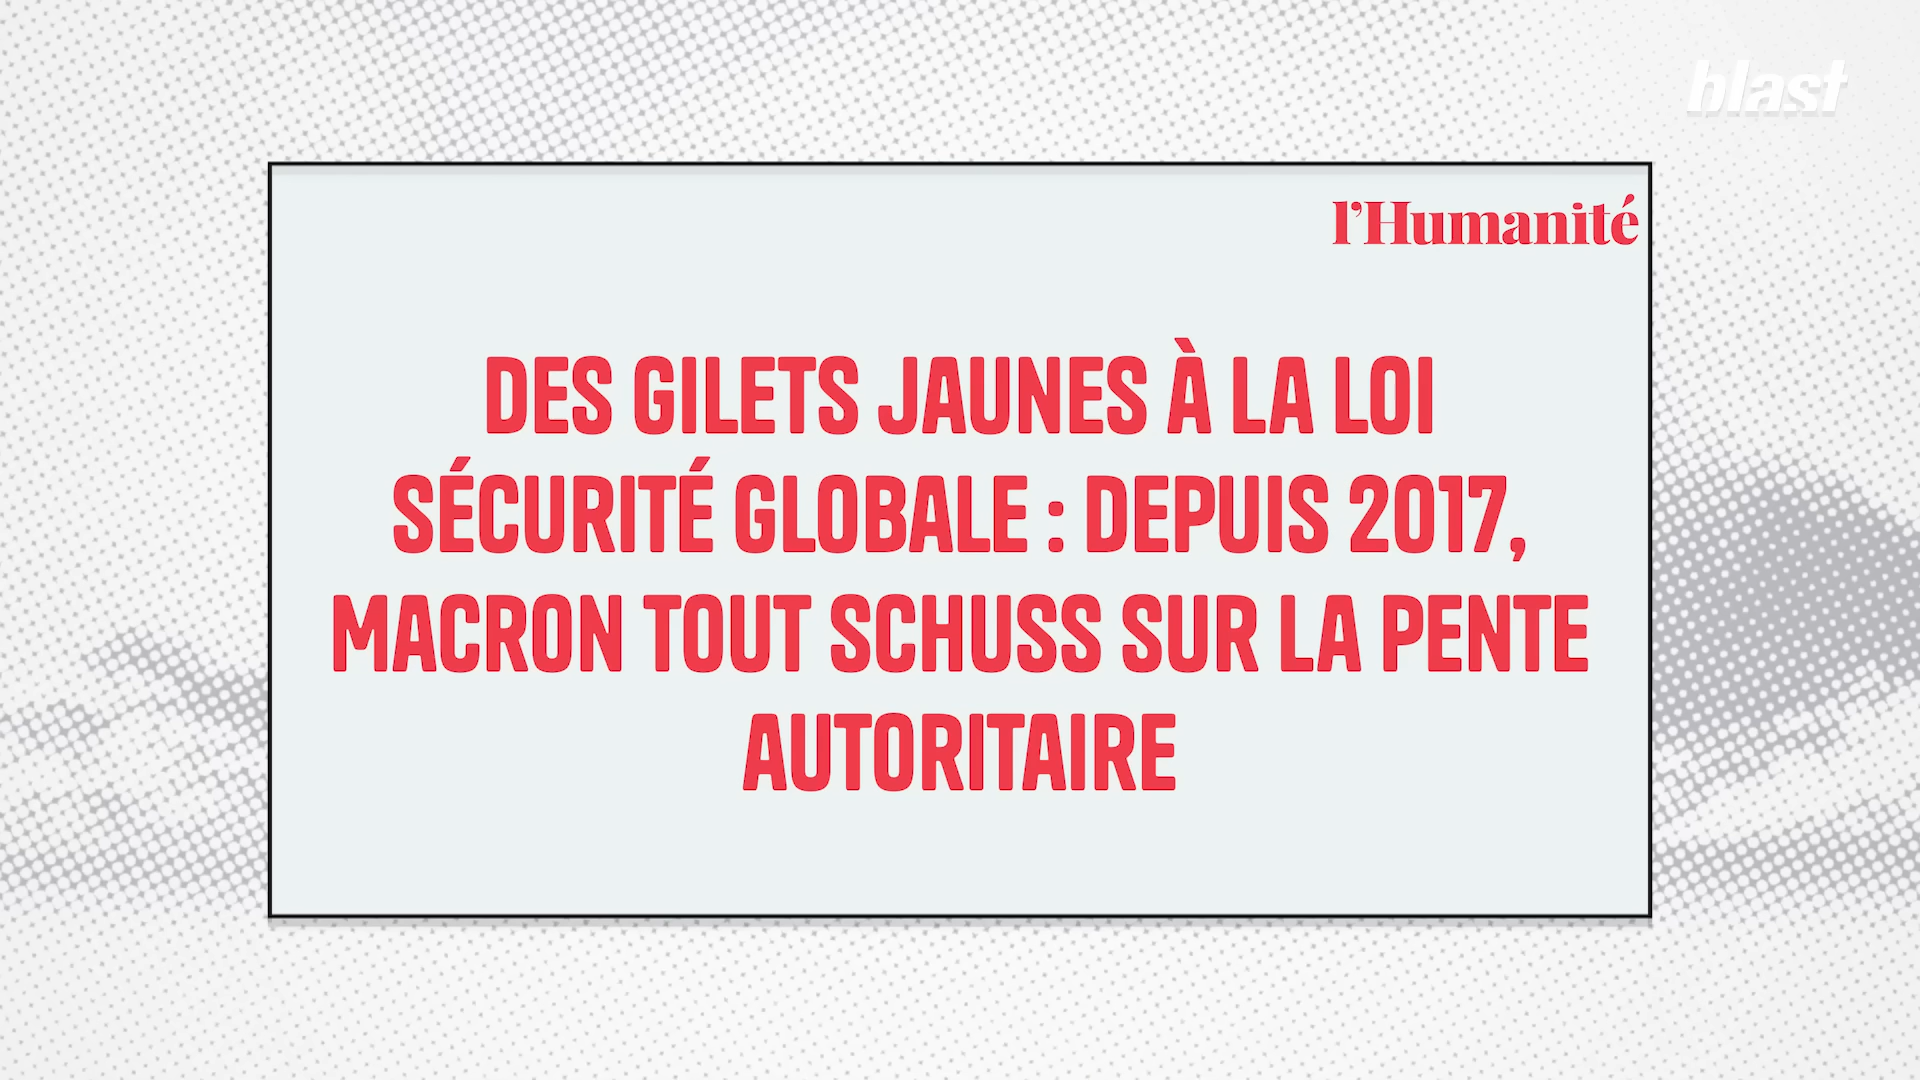 blast
l'Humanité
DES GILETS JAUNES À LA LOI
SÉCURITÉ GLOBALE : DEPUIS 2017,
MACRON TOUT SCHUSS SUR LA PENTE
AUTORITAIRE